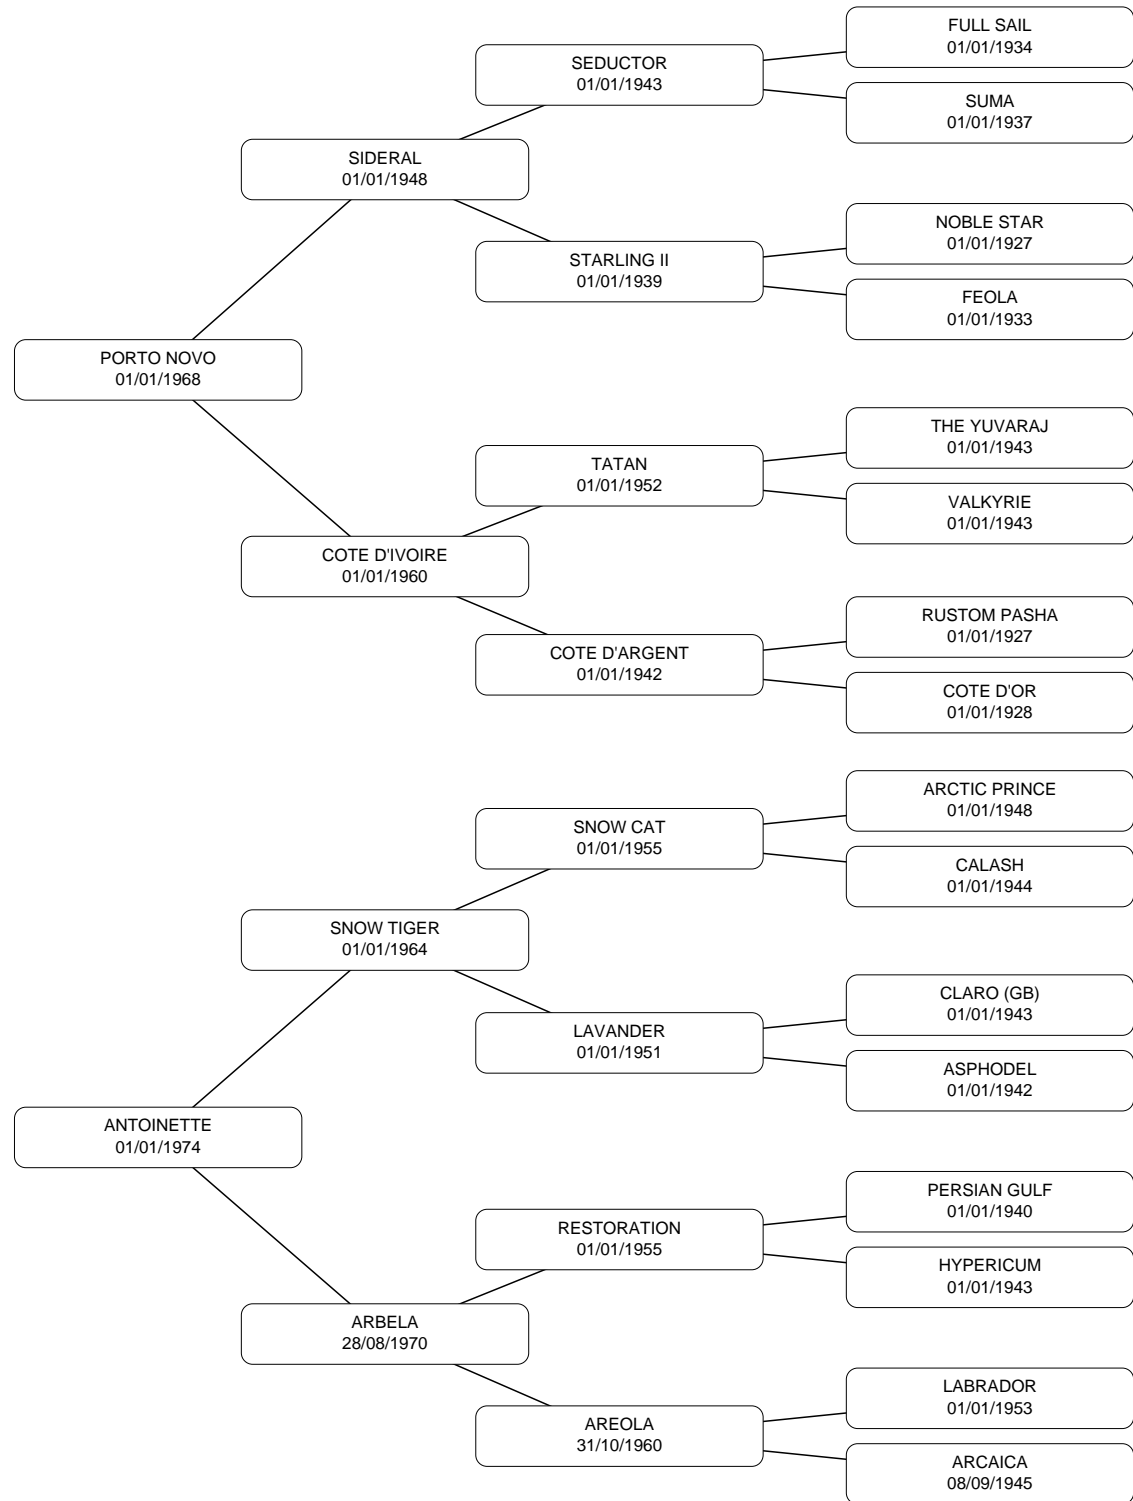 FULL SAIL
01/01/1934
SEDUCTOR
01/01/1943
SUMA
01/01/1937
SIDERAL
01/01/1948
NOBLE STAR
01/01/1927
STARLING II
01/01/1939
FEOLA
01/01/1933
PORTO NOVO
01/01/1968
THE YUVARAJ
01/01/1943
TATAN
01/01/1952
VALKYRIE
01/01/1943
COTE D'IVOIRE
01/01/1960
RUSTOM PASHA
01/01/1927
COTE D'ARGENT
01/01/1942
COTE D'OR
01/01/1928
ARCTIC PRINCE
01/01/1948
SNOW CAT
01/01/1955
CALASH
01/01/1944
SNOW TIGER
01/01/1964
CLARO (GB)
01/01/1943
LAVANDER
01/01/1951
ASPHODEL
01/01/1942
ANTOINETTE
01/01/1974
PERSIAN GULF
01/01/1940
RESTORATION
01/01/1955
HYPERICUM
01/01/1943
ARBELA
28/08/1970
LABRADOR
01/01/1953
AREOLA
31/10/1960
ARCAICA
08/09/1945